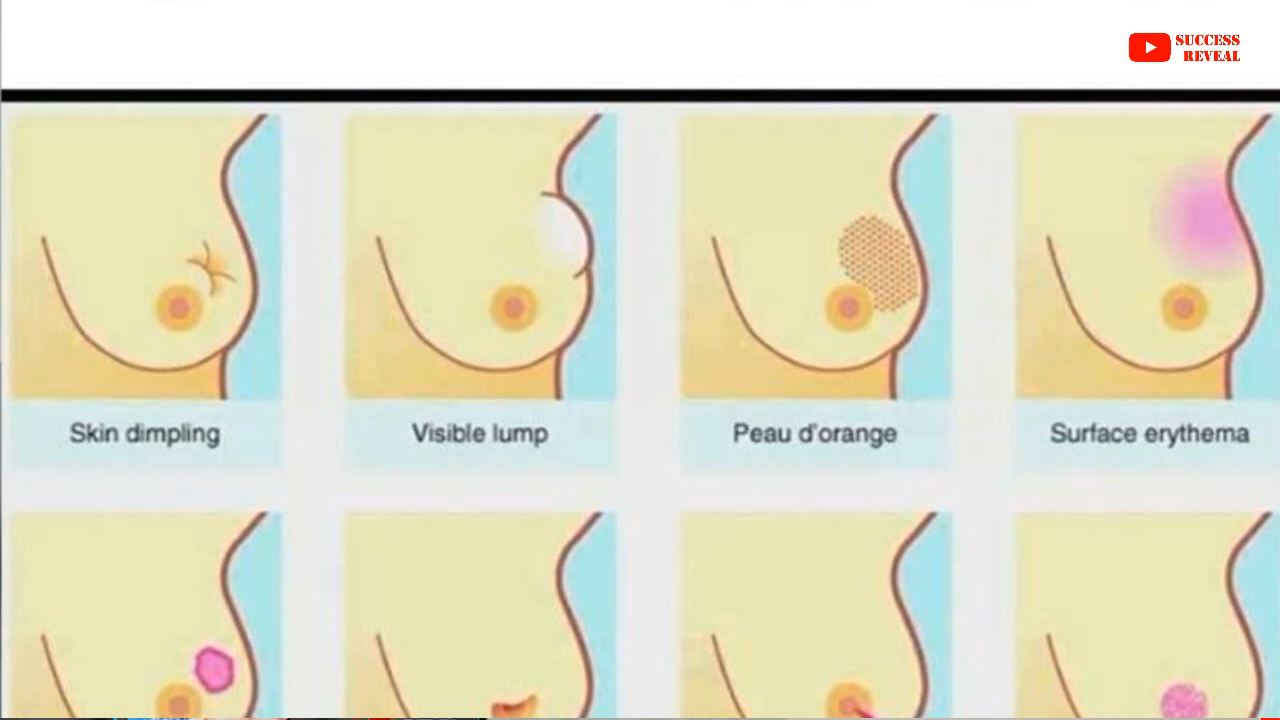 SUCCESS
REVEAL
Skin dimpling
Visible lump
Peau d'orange
Surface erythema